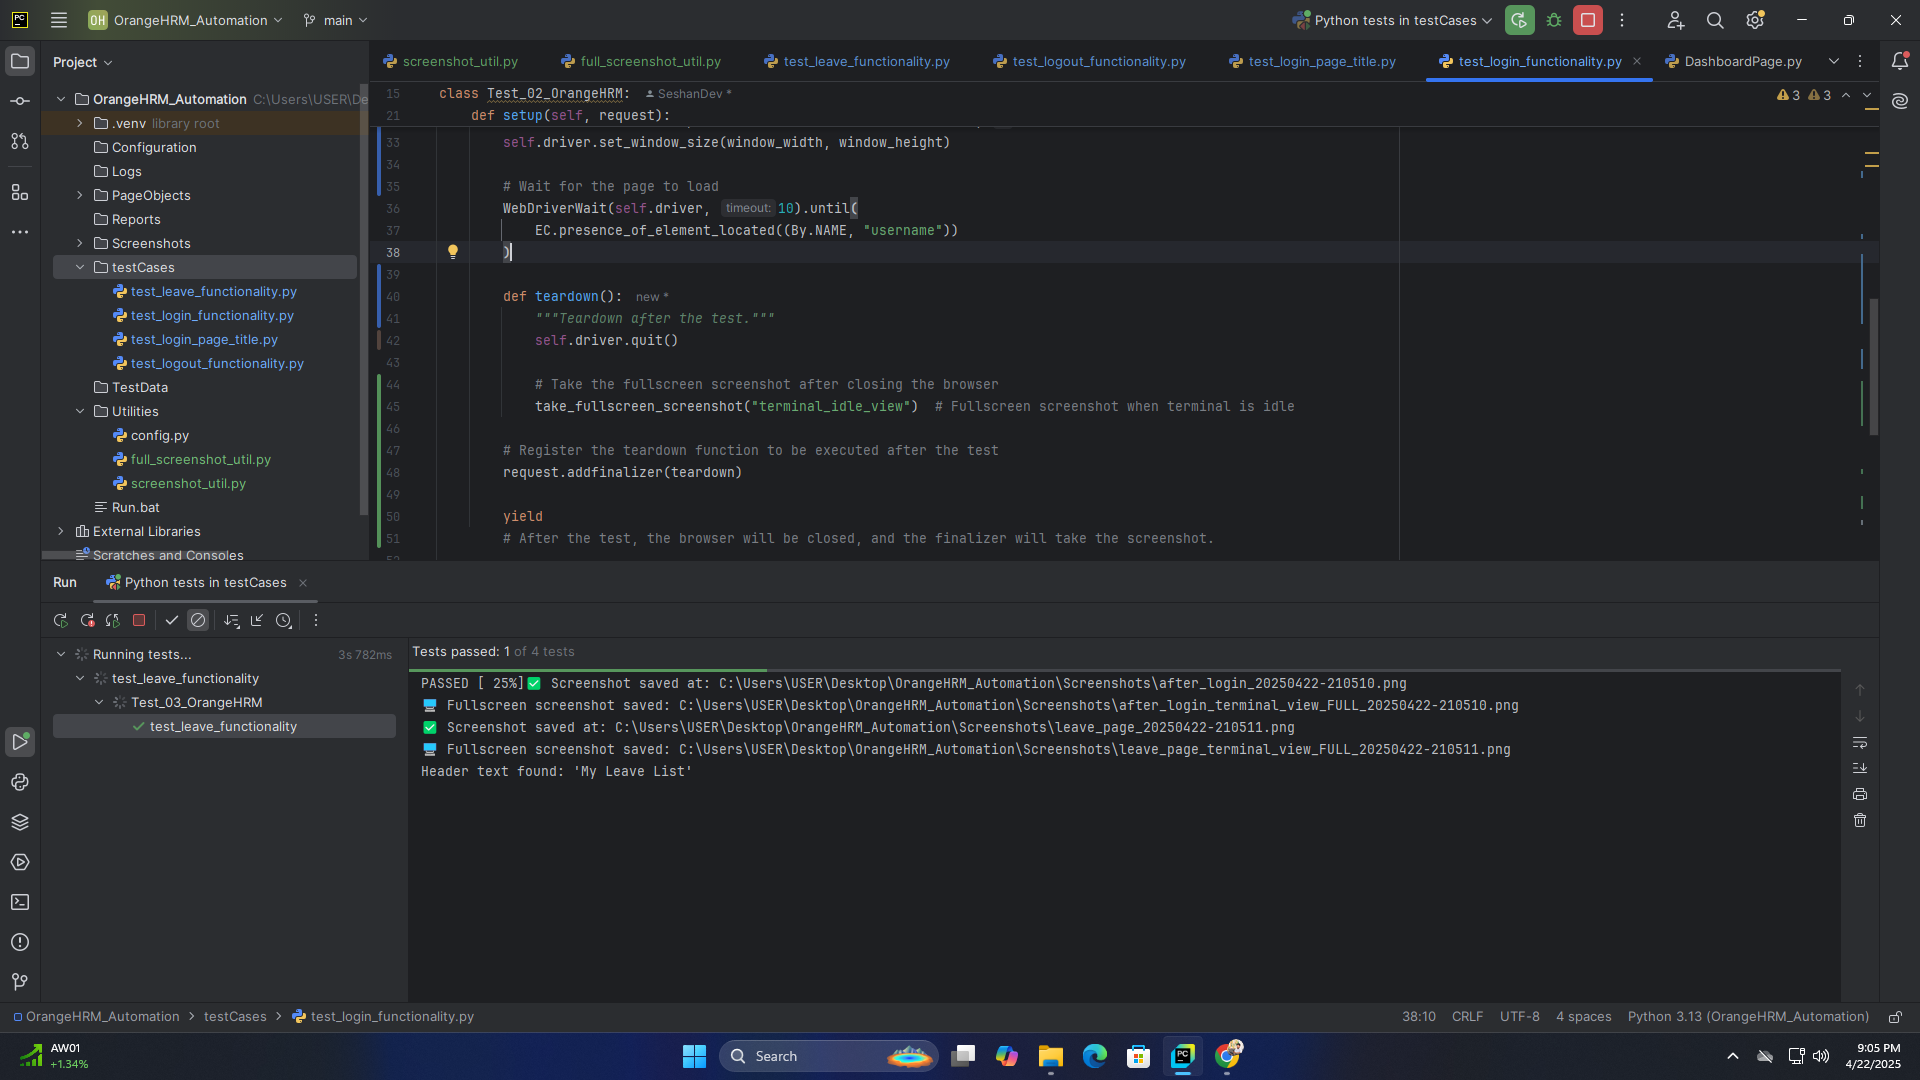 PC
OH OrangeHRM_Automation
main
Python tests in testCases
Project
screenshot_util.py
full_screenshot_util.py
test_leave_functionality.py
test_logout_functionality.py
test_login_page_title.py
test_login_functionality.py
DashboardPage.py
OrangeHRM_Automation C:\Users\USER\De
.venv library root
Configuration
Logs
PageObjects
Reports
Screenshots
testCases
test_leave_functionality.py
test_login_functionality.py
test_login_page_title.py
test_logout_functionality.py
TestData
Utilities
config.py
full_screenshot_util.py
screenshot_util.py
Run.bat
External Libraries
Scratches and Consoles
15 class Test_02_OrangeHRM: SeshanDev *
3 3
21 def setup(self, request):
33 self.driver.set_window_size(window_width, window_height)
34
35 # Wait for the page to load
36 WebDriverWait(self.driver, timeout: 10).until(
37 EC.presence_of_element_located((By.NAME, "username"))
38 )
39
40 def teardown(): new *
41 """Teardown after the test."""
42 self.driver.quit()
43
44 # Take the fullscreen screenshot after closing the browser
45 take_fullscreen_screenshot("terminal_idle_view") # Fullscreen screenshot when terminal is idle
46
47 # Register the teardown function to be executed after the test
48 request.addfinalizer(teardown)
49
50 yield
51 # After the test, the browser will be closed, and the finalizer will take the screenshot.
Run
Python tests in testCases
Running tests... 3s 782ms
test_leave_functionality
Test_03_OrangeHRM
test_leave_functionality
Tests passed: 1 of 4 tests
PASSED [ 25%]✅ Screenshot saved at: C:\Users\USER\Desktop\OrangeHRM_Automation\Screenshots\after_login_20250422-210510.png
Fullscreen screenshot saved: C:\Users\USER\Desktop\OrangeHRM_Automation\Screenshots\after_login_terminal_view_FULL_20250422-210510.png
✅ Screenshot saved at: C:\Users\USER\Desktop\OrangeHRM_Automation\Screenshots\leave_page_20250422-210511.png
Fullscreen screenshot saved: C:\Users\USER\Desktop\OrangeHRM_Automation\Screenshots\leave_page_terminal_view_FULL_20250422-210511.png
Header text found: 'My Leave List'
OrangeHRM_Automation > testCases > test_login_functionality.py
38:10 CRLF UTF-8 4 spaces Python 3.13 (OrangeHRM_Automation)
AW01
+1.34%
Search
PC
9:05 PM
4/22/2025